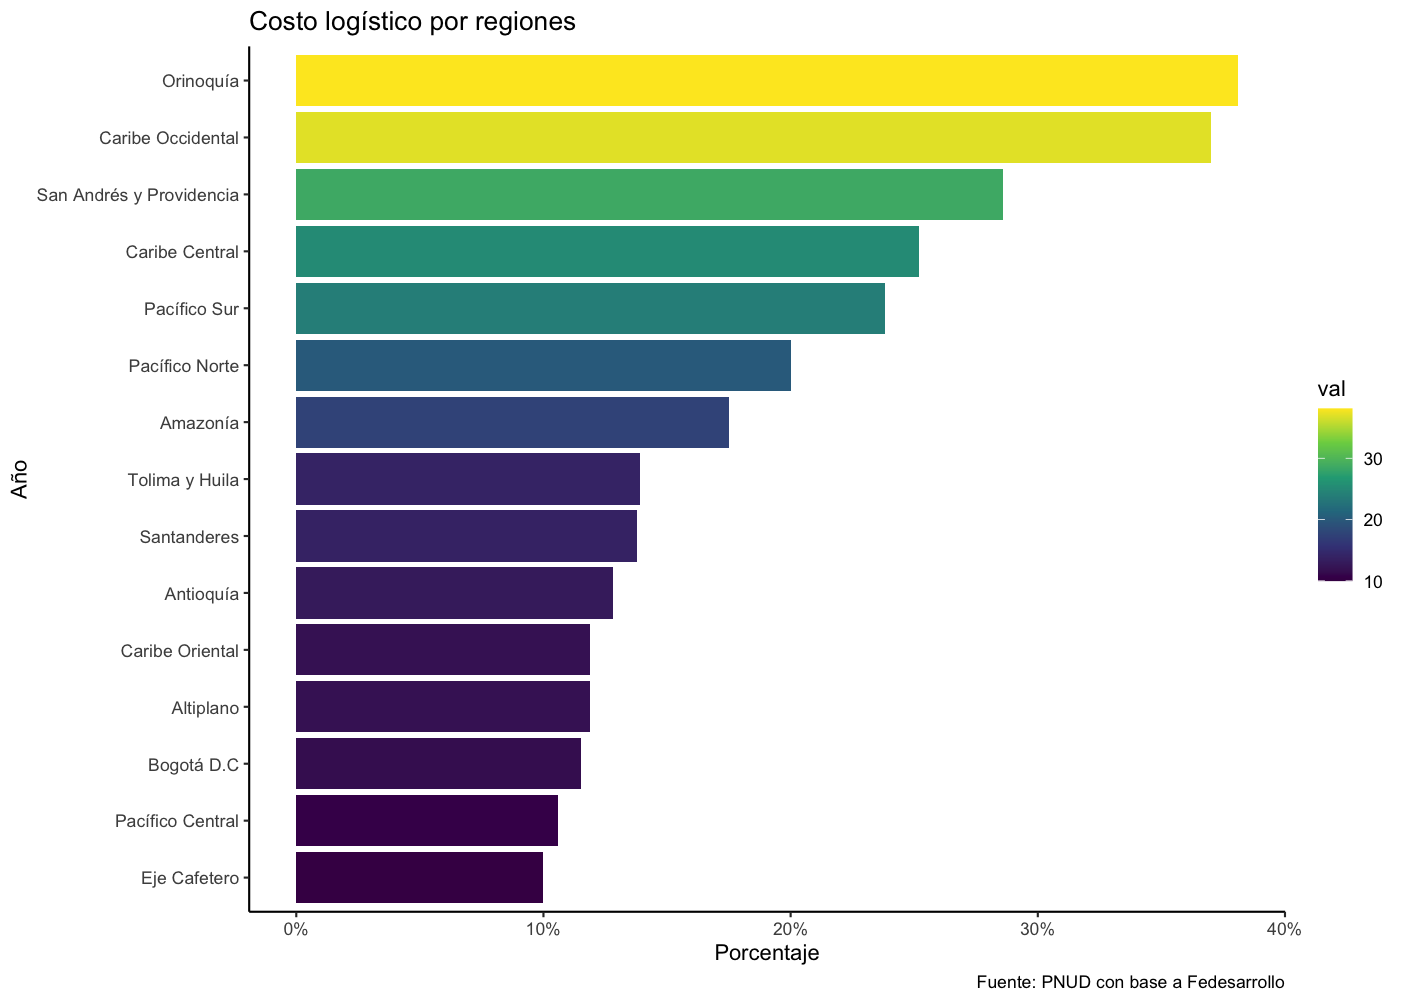 Costo logístico por regiones
Orinoquía
Caribe Occidental
San Andrés y Providencia
Caribe Central
Pacífico Sur
Pacífico Norte
Amazonía
Tolima y Huila
Santanderes
Antioquía
Caribe Oriental
Altiplano
Bogotá D.C
Pacífico Central
Eje Cafetero
Año
0% 10% 20% 30% 40%
Porcentaje
val
30
20
10
Fuente: PNUD con base a Fedesarrollo